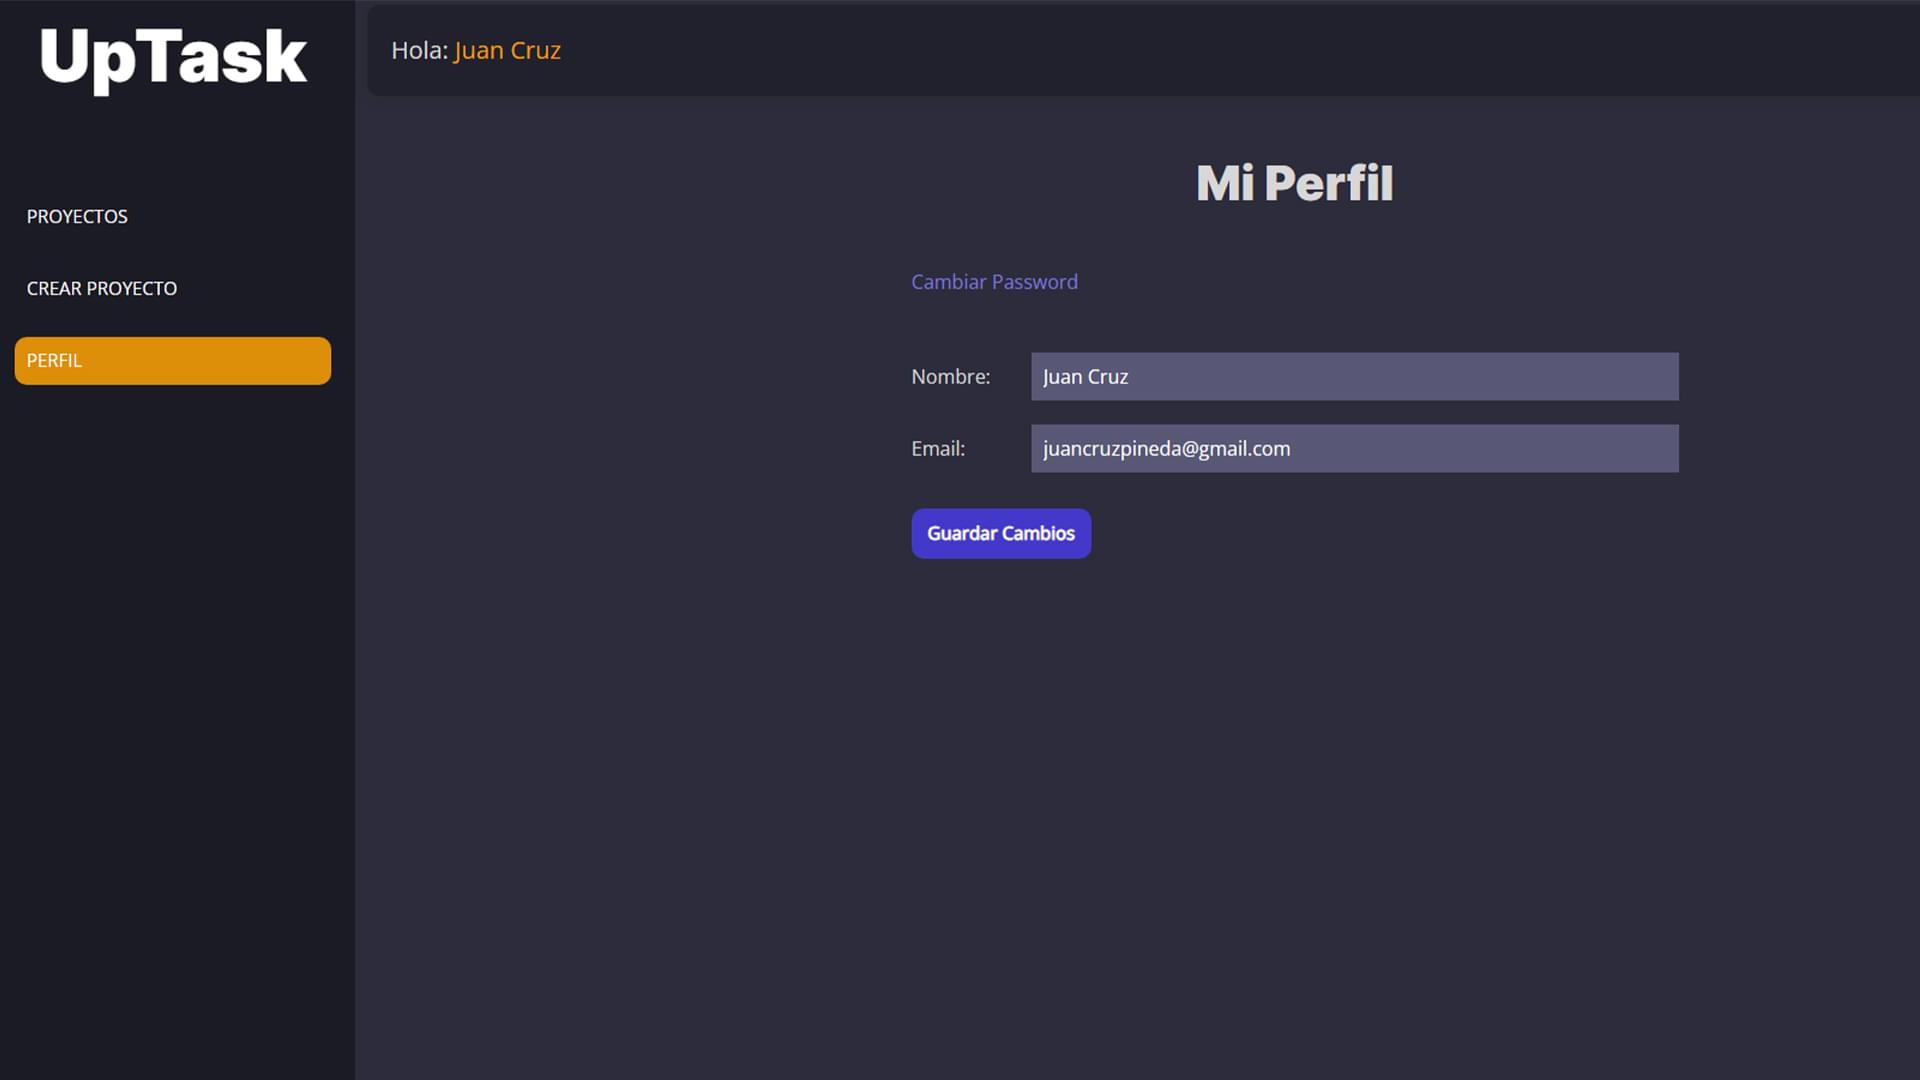 UpTask
PROYECTOS
CREAR PROYECTO
PERFIL
Hola: Juan Cruz
Mi Perfil
Cambiar Password
Nombre: Juan Cruz
Email: juancruzpineda@gmail.com
Guardar Cambios